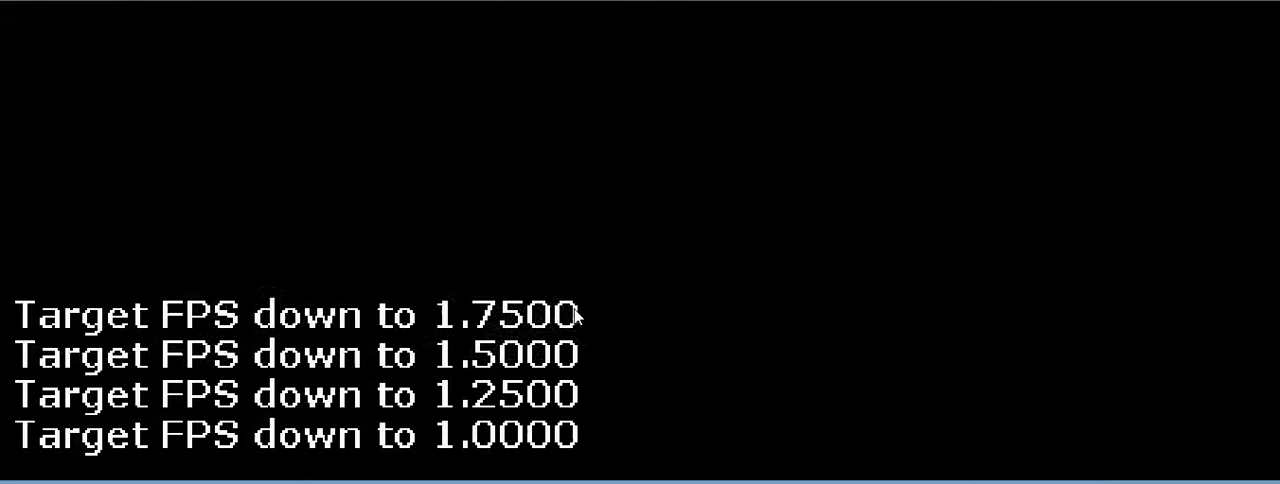 Target FPS down to 1.7500
Target FPS down to 1.5000
Target FPS down to 1.2500
Target FPS down to 1.0000